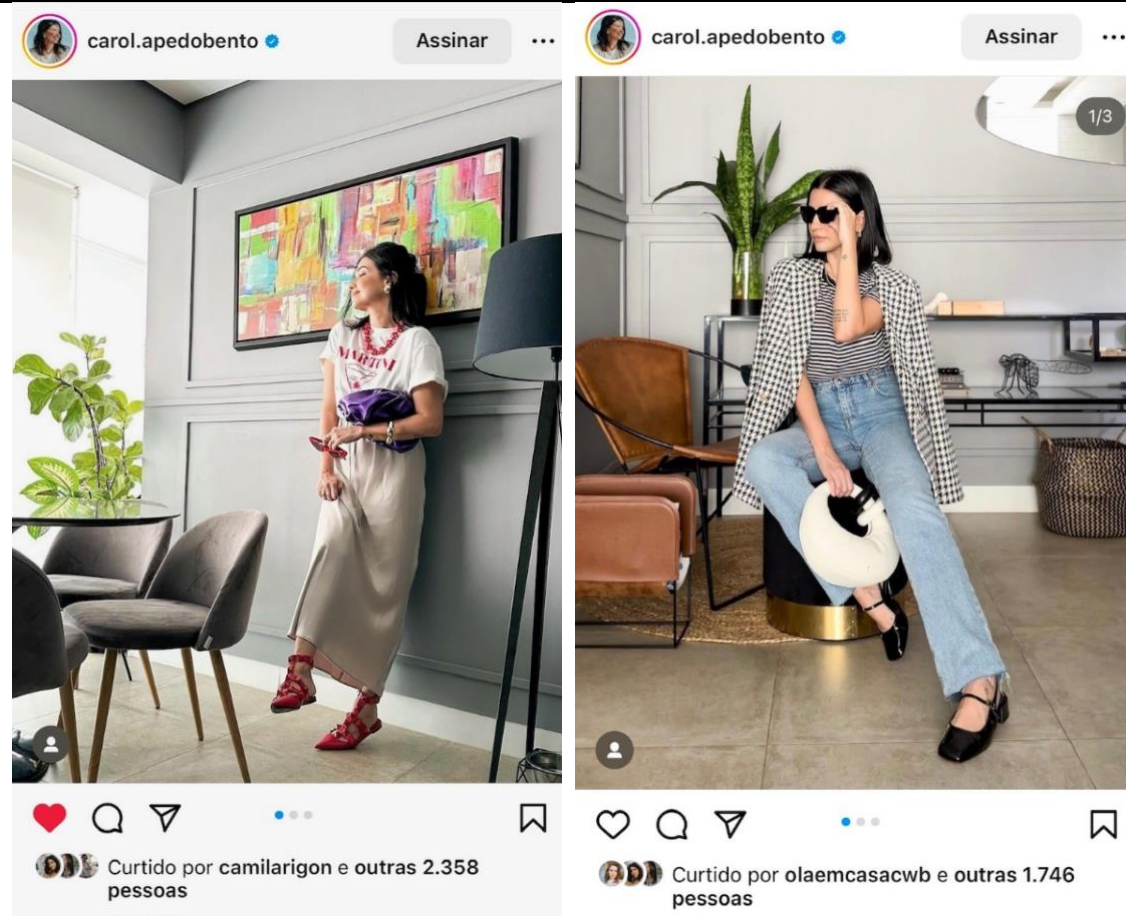 carol.apedobento
Assinar
MARTINI
Curtido por camilarigon e outras 2.358
pessoas
carol.apedobento
Assinar
1/3
Curtido por olaemcasacwb e outras 1.746
pessoas